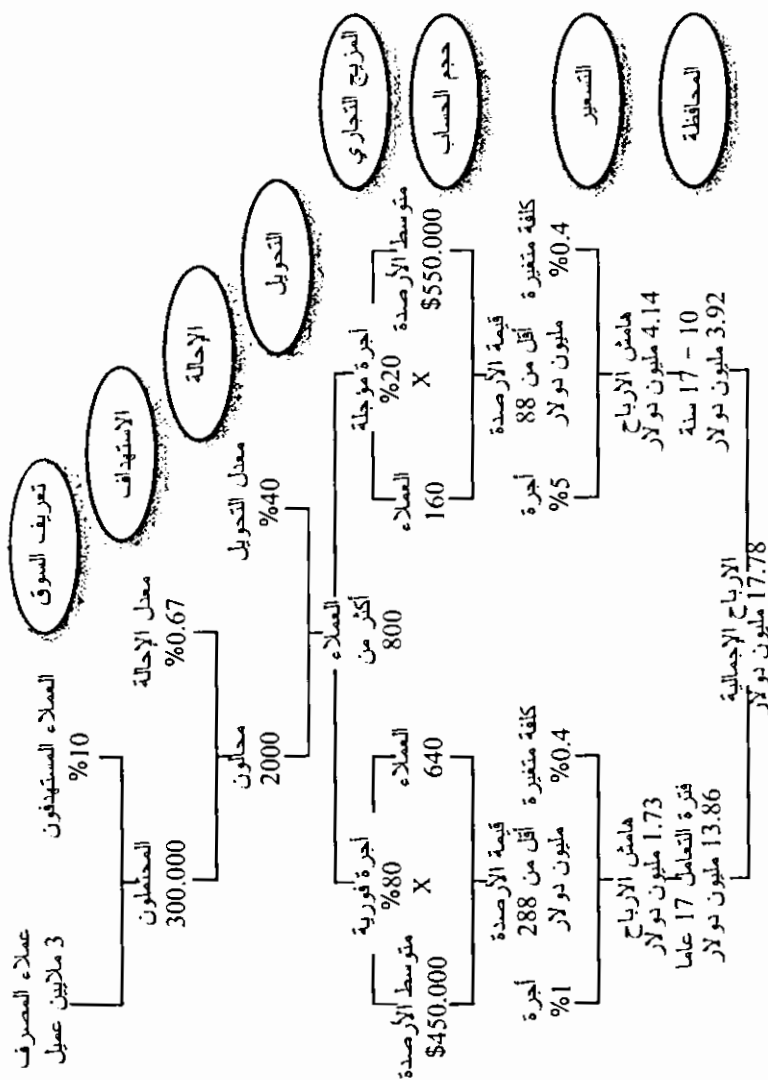 عملاء المصرف
3 ملايين عميل
العملاء المستهدفون
%10
تعريف السوق
المحتملون
300.000
معدل الإحالة
%0.67
الاستهداف
محالون
2000
معدل التحويل
%40
الإحالة
العملاء
أكثر من
800
التحويل
أجرة فورية
%80
X
أجرة مؤجلة
%20
X
المزيج التجاري
متوسط الأرصدة
$450.000
العملاء
640
العملاء
160
متوسط الأرصدة
$550.000
حجم الحساب
قيمة الأرصدة
أقل من 288
مليون دولار
قيمة الأرصدة
أقل من 88
مليون دولار
أجرة
%1
كلفة متغيرة
%0.4
أجرة
%5
كلفة متغيرة
%0.4
التسعير
هامش الارباح
1.73 مليون دولار
هامش الارباح
4.14 مليون دولار
فترة التعامل 17 عاما
13.86 مليون دولار
10 – 17 سنة
3.92 مليون دولار
المحافظة
الارباح الإجمالية
17.78 مليون دولار